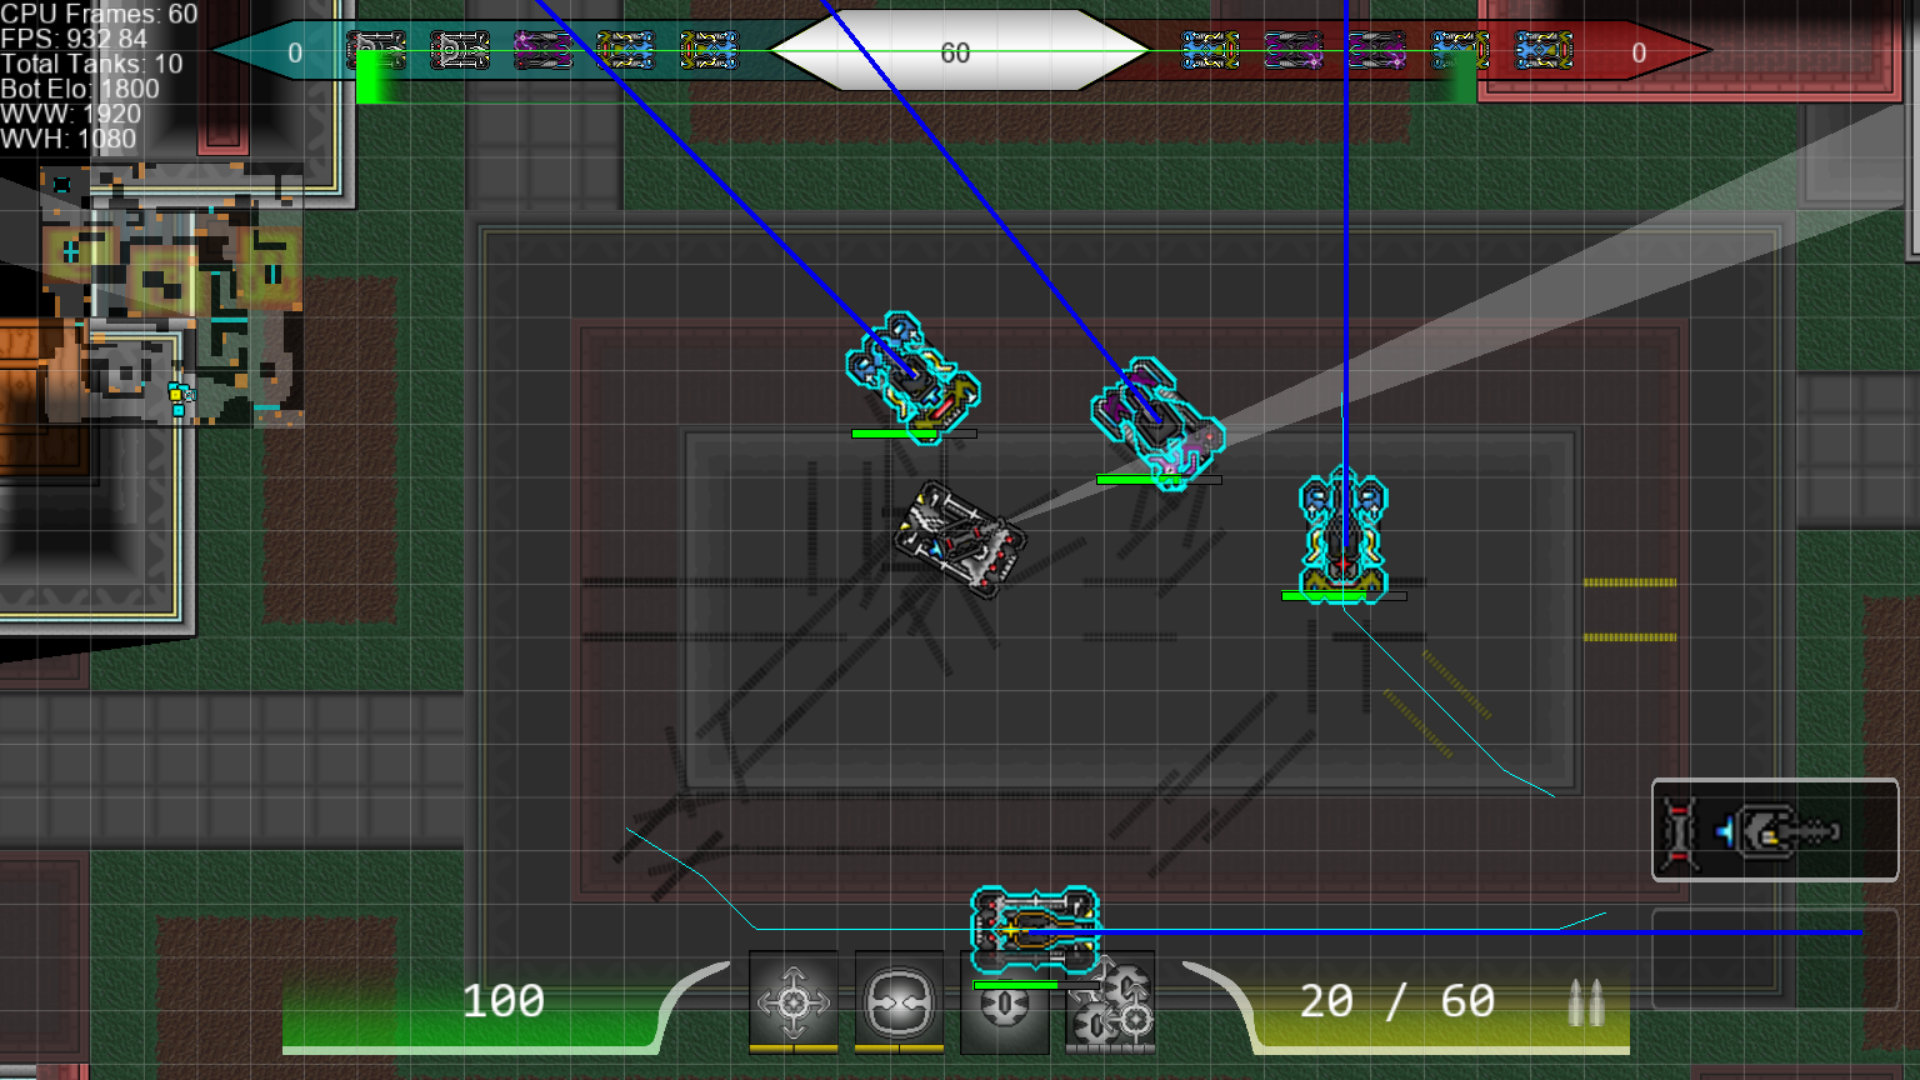 CPU Frames: 60
FPS: 932 84
Total Tanks: 10
Bot Elo: 1800
WVW: 1920
WVH: 1080
0
60
0
100
20 / 60